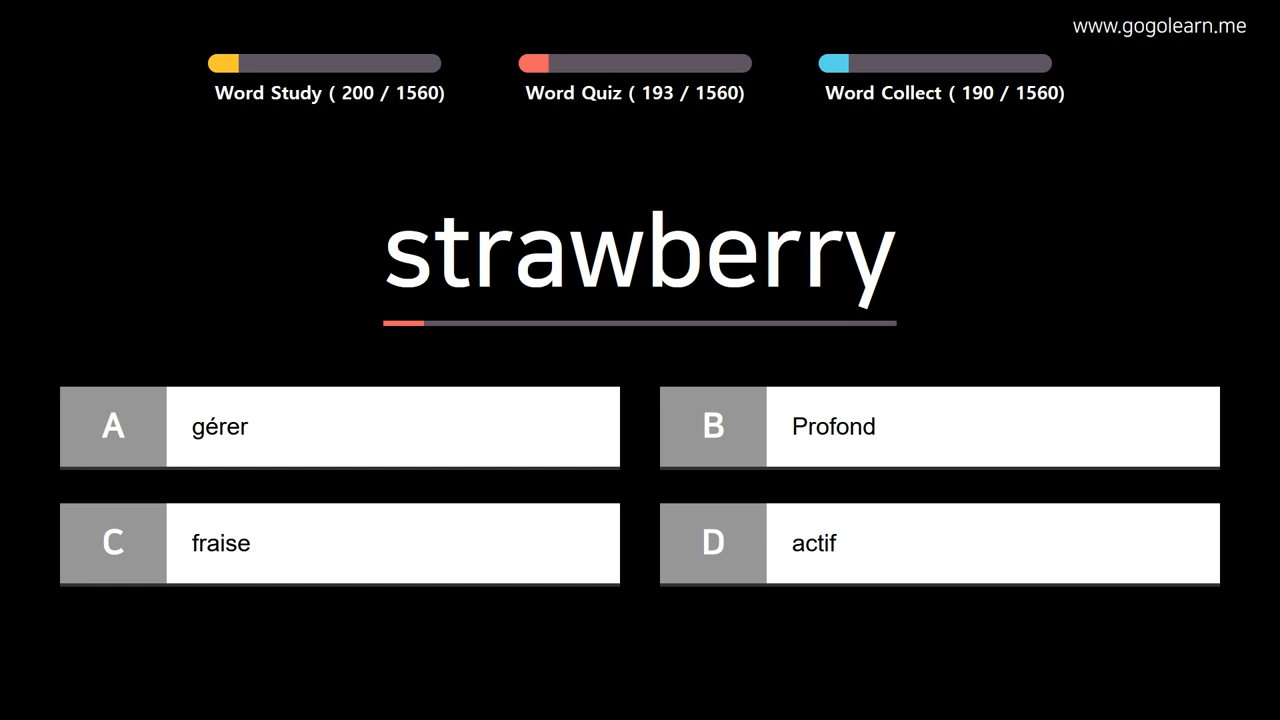 www.gogolearn.me
Word Study ( 200 / 1560)
Word Quiz ( 193 / 1560)
Word Collect ( 190 / 1560)
strawberry
A gérer
B Profond
C fraise
D actif